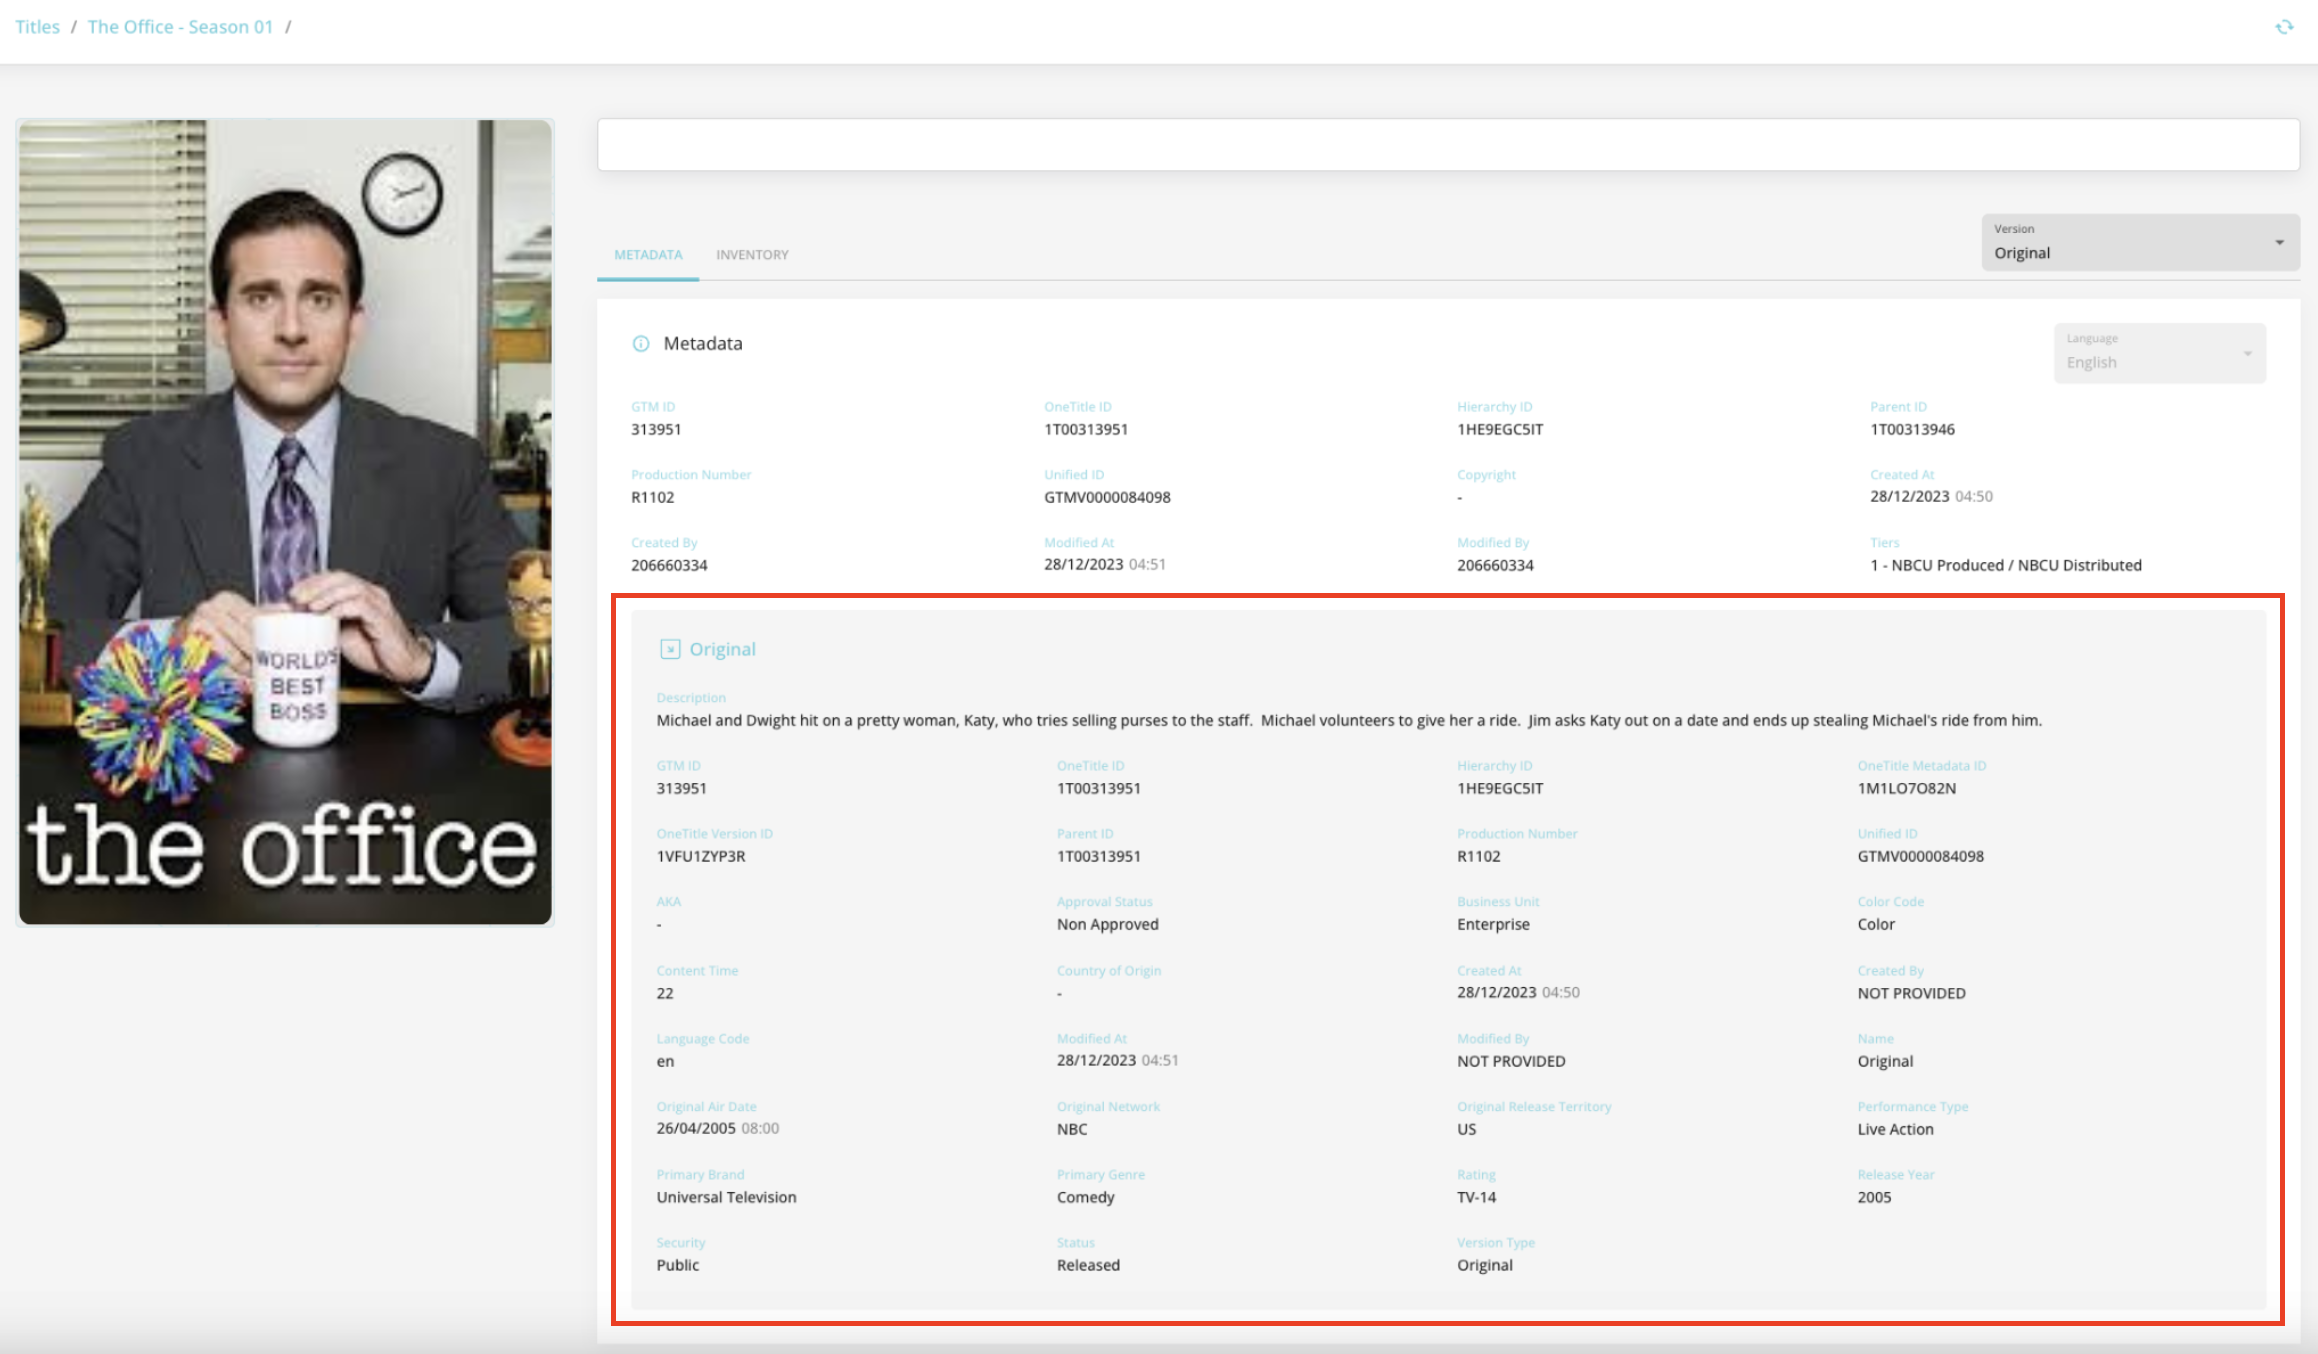 Titles / The Office - Season 01 /
WORLD'S
BEST
BOSS
the office
METADATA INVENTORY
Version
Original
Metadata
Language
English
GTM ID OneTitle ID Hierarchy ID Parent ID
313951 1T00313951 1HE9EGC5IT 1T00313946
Production Number Unified ID Copyright Created At
R1102 GTMV0000084098 - 28/12/2023 04:50
Created By Modified At Modified By Tiers
206660334 28/12/2023 04:51 206660334 1 - NBCU Produced / NBCU Distributed
Original
Description
Michael and Dwight hit on a pretty woman, Katy, who tries selling purses to the staff.  Michael volunteers to give her a ride.  Jim asks Katy out on a date and ends up stealing Michael's ride from him.
GTM ID OneTitle ID Hierarchy ID OneTitle Metadata ID
313951 1T00313951 1HE9EGC5IT 1M1LO7O82N
OneTitle Version ID Parent ID Production Number Unified ID
1VFU1ZYP3R 1T00313951 R1102 GTMV0000084098
AKA Approval Status Business Unit Color Code
- Non Approved Enterprise Color
Content Time Country of Origin Created At Created By
22 - 28/12/2023 04:50 NOT PROVIDED
Language Code Modified At Modified By Name
en 28/12/2023 04:51 NOT PROVIDED Original
Original Air Date Original Network Original Release Territory Performance Type
26/04/2005 08:00 NBC US Live Action
Primary Brand Primary Genre Rating Release Year
Universal Television Comedy TV-14 2005
Security Status Version Type
Public Released Original